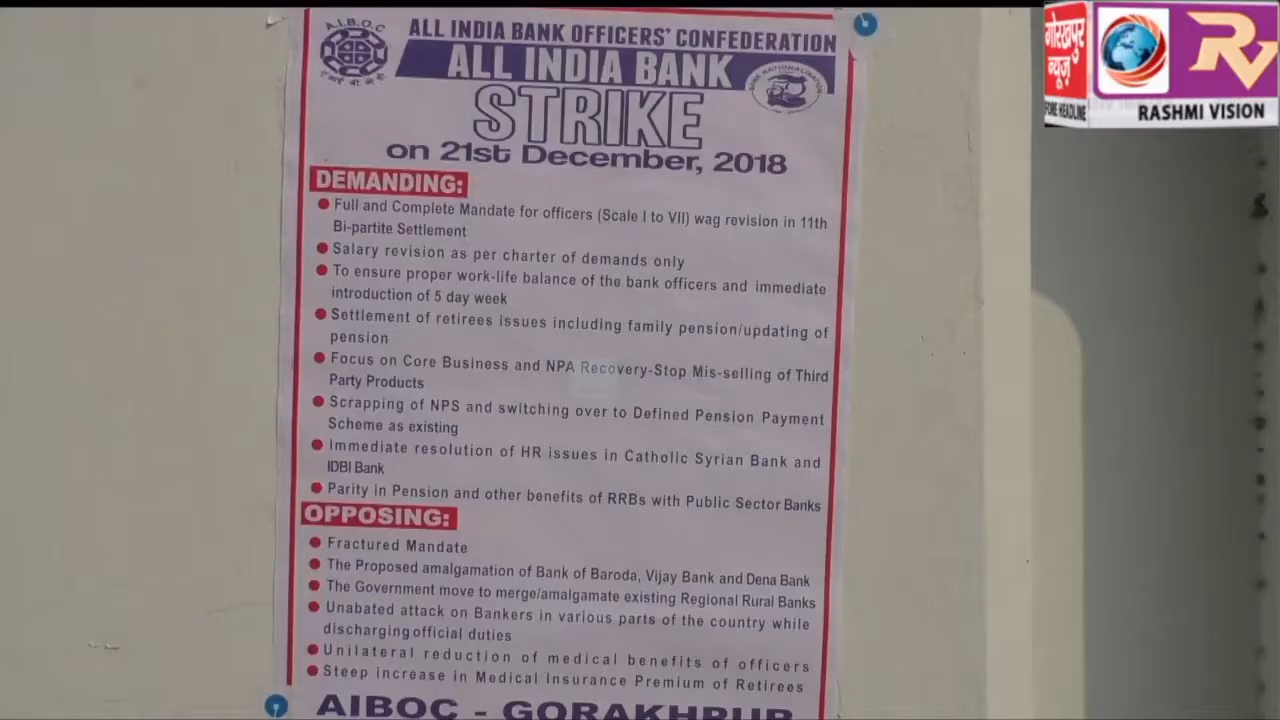 A.I.B.O.C
ALL INDIA BANK OFFICERS' CONFEDERATION
ALL INDIA BANK
STRIKE
on 21st December, 2018
DEMANDING:
Full and Complete Mandate for officers (Scale I to VII) wag revision in 11th
Bi-partite Settlement
Salary revision as per charter of demands only
To ensure proper work-life balance of the bank officers and immediate
introduction of 5 day week
Settlement of retirees issues including family pension/updating of
pension
Focus on Core Business and NPA Recovery-Stop Mis-selling of Third
Party Products
Scrapping of NPS and switching over to Defined Pension Payment
Scheme as existing
Immediate resolution of HR issues in Catholic Syrian Bank and
IDBI Bank
Parity in Pension and other benefits of RRBs with Public Sector Banks
OPPOSING:
Fractured Mandate
The Proposed amalgamation of Bank of Baroda, Vijay Bank and Dena Bank
The Government move to merge/amalgamate existing Regional Rural Banks
Unabated attack on Bankers in various parts of the country while
discharging official duties
Unilateral reduction of medical benefits of officers
Steep increase in Medical Insurance Premium of Retirees
AIBOC - GORAKHPUR
गोरखपुर
न्यूज़
HEADLINE
RV
RASHMI VISION